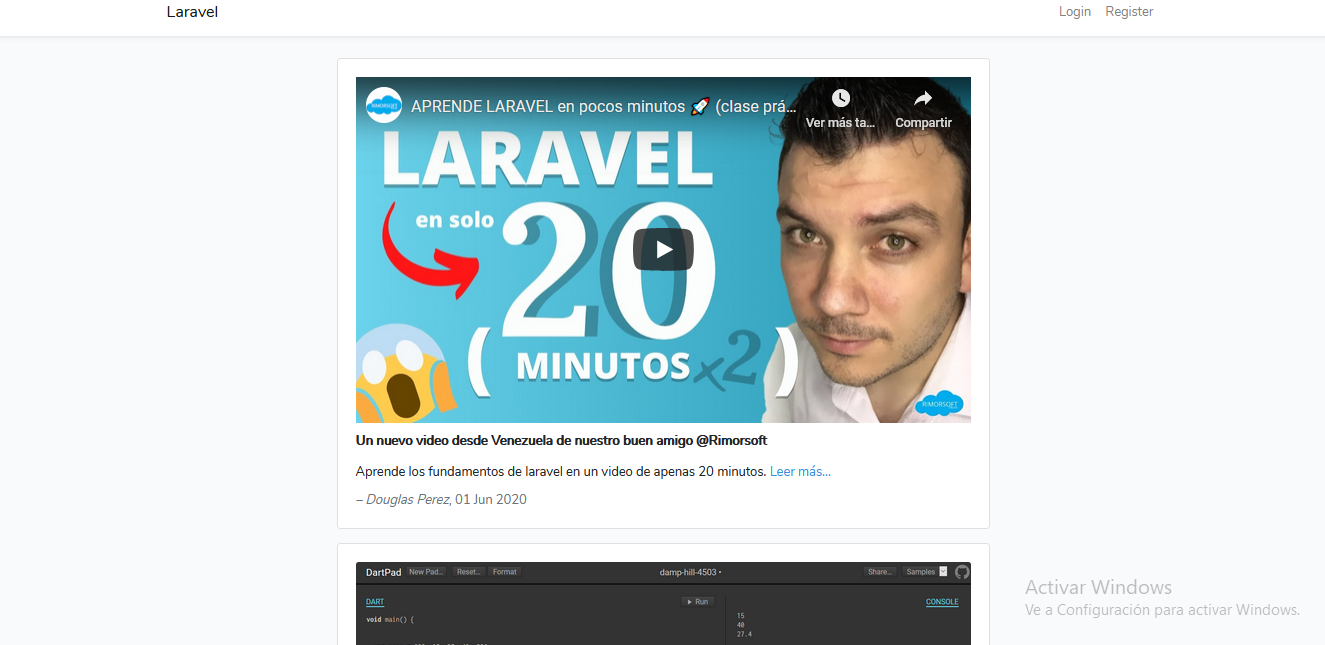 Laravel
Login Register
RIMORSOFT
APRENDE LARAVEL en pocos minutos 🚀 (clase prá...
Ver más ta...
Compartir
LARAVEL
en solo
20
( MINUTOS x2 )
RIMORSOFT
Un nuevo video desde Venezuela de nuestro buen amigo @Rimorsoft
Aprende los fundamentos de laravel en un video de apenas 20 minutos. Leer más...
– Douglas Perez, 01 Jun 2020
DartPad New Pad... Reset... Format damp-hill-4503 • Share... Samples
DART
Run
CONSOLE
void main() {
15
40
27.4
Activar Windows
Ve a Configuración para activar Windows.